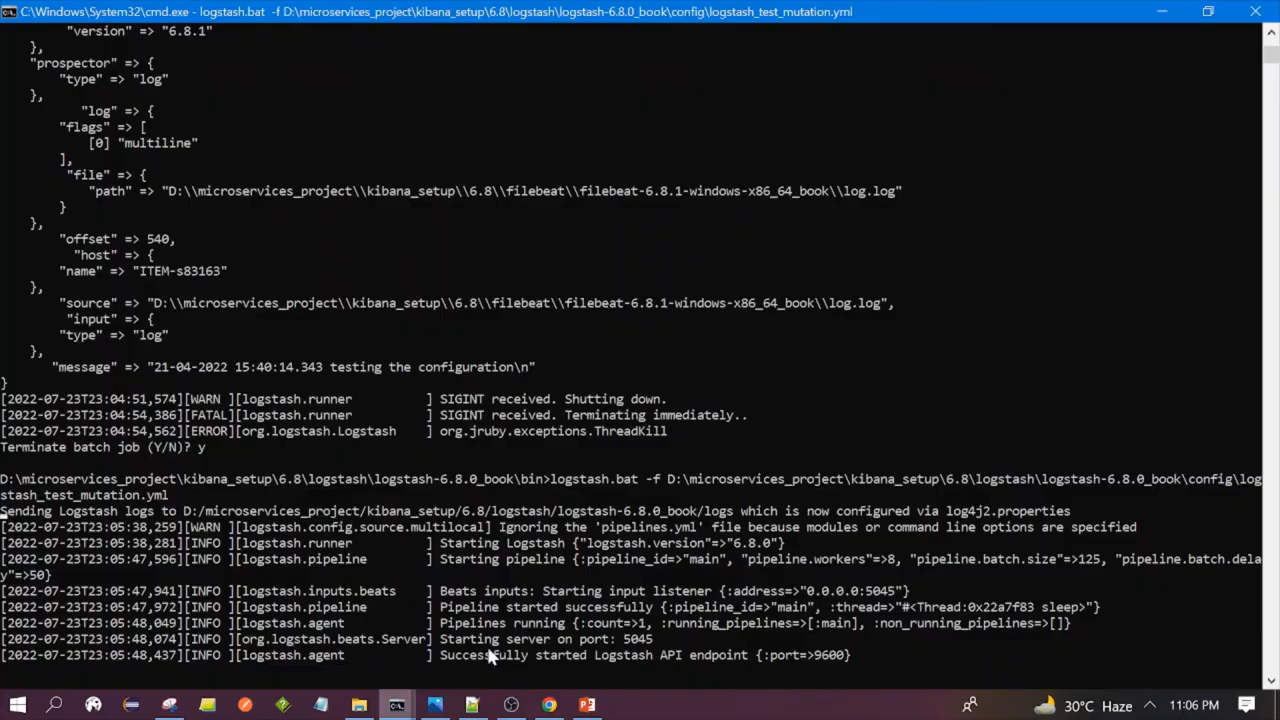 C:\Windows\System32\cmd.exe - logstash.bat -f D:\microservices_project\kibana_setup\6.8\logstash\logstash-6.8.0_book\config\logstash_test_mutation.yml
"version" => "6.8.1"
},
"prospector" => {
"type" => "log"
},
"log" => {
"flags" => [
[0] "multiline"
],
"file" => {
"path" => "D:\\microservices_project\\kibana_setup\\6.8\\filebeat\\filebeat-6.8.1-windows-x86_64_book\\log.log"
}
},
"offset" => 540,
"host" => {
"name" => "ITEM-s83163"
},
"source" => "D:\\microservices_project\\kibana_setup\\6.8\\filebeat\\filebeat-6.8.1-windows-x86_64_book\\log.log",
"input" => {
"type" => "log"
},
"message" => "21-04-2022 15:40:14.343 testing the configuration\n"
}
[2022-07-23T23:04:51,574][WARN ][logstash.runner          ] SIGINT received. Shutting down.
[2022-07-23T23:04:54,386][FATAL][logstash.runner          ] SIGINT received. Terminating immediately..
[2022-07-23T23:04:54,562][ERROR][org.logstash.Logstash    ] org.jruby.exceptions.ThreadKill
Terminate batch job (Y/N)? y
D:\microservices_project\kibana_setup\6.8\logstash\logstash-6.8.0_book\bin>logstash.bat -f D:\microservices_project\kibana_setup\6.8\logstash\logstash-6.8.0_book\config\log
stash_test_mutation.yml
Sending Logstash logs to D:/microservices_project/kibana_setup/6.8/logstash/logstash-6.8.0_book/logs which is now configured via log4j2.properties
[2022-07-23T23:05:38,259][WARN ][logstash.config.source.multilocal] Ignoring the 'pipelines.yml' file because modules or command line options are specified
[2022-07-23T23:05:38,281][INFO ][logstash.runner          ] Starting Logstash {"logstash.version"=>"6.8.0"}
[2022-07-23T23:05:47,596][INFO ][logstash.pipeline        ] Starting pipeline {:pipeline_id=>"main", "pipeline.workers"=>8, "pipeline.batch.size"=>125, "pipeline.batch.dela
y"=>50}
[2022-07-23T23:05:47,941][INFO ][logstash.inputs.beats    ] Beats inputs: Starting input listener {:address=>"0.0.0.0:5045"}
[2022-07-23T23:05:47,972][INFO ][logstash.pipeline        ] Pipeline started successfully {:pipeline_id=>"main", :thread=>"#<Thread:0x22a7f83 sleep>"}
[2022-07-23T23:05:48,049][INFO ][logstash.agent           ] Pipelines running {:count=>1, :running_pipelines=>[:main], :non_running_pipelines=>[]}
[2022-07-23T23:05:48,074][INFO ][org.logstash.beats.Server] Starting server on port: 5045
[2022-07-23T23:05:48,437][INFO ][logstash.agent           ] Successfully started Logstash API endpoint {:port=>9600}
30°C Haze 11:06 PM